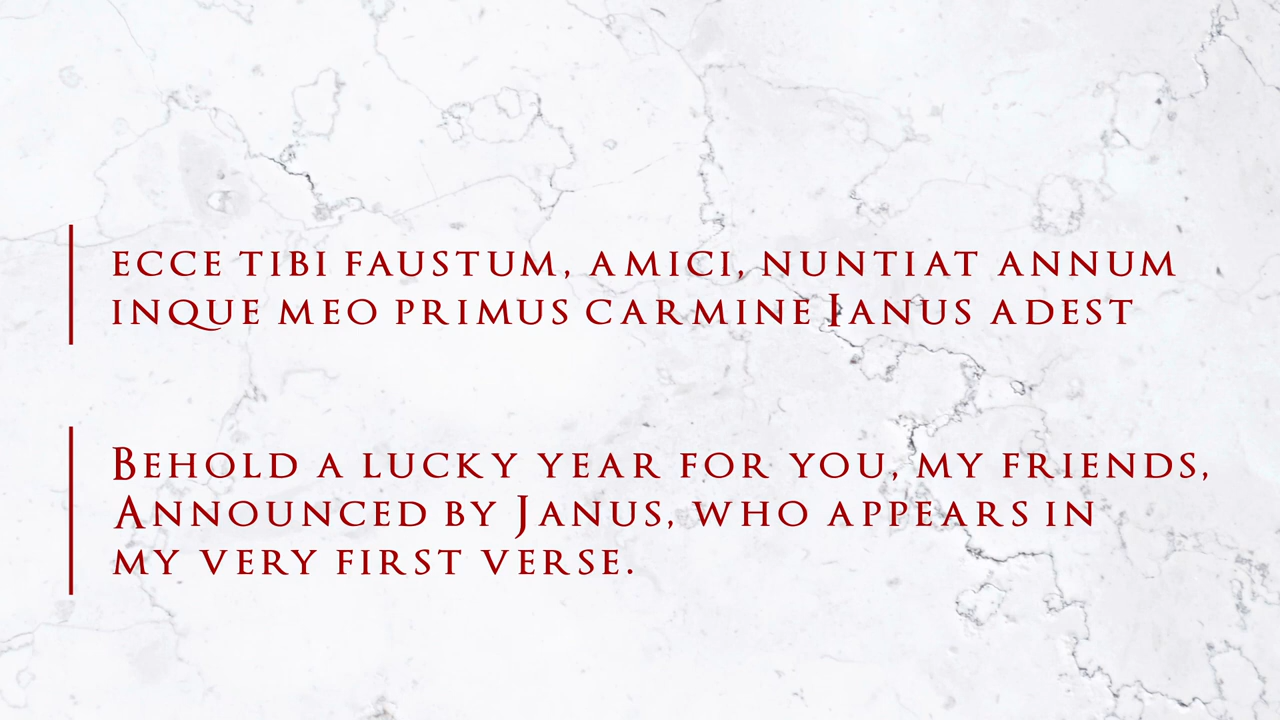 ECCE TIBI FAUSTUM, AMICI, NUNTIAT ANNUM
INQUE MEO PRIMUS CARMINE IANUS ADEST
BEHOLD A LUCKY YEAR FOR YOU, MY FRIENDS,
ANNOUNCED BY JANUS, WHO APPEARS IN
MY VERY FIRST VERSE.